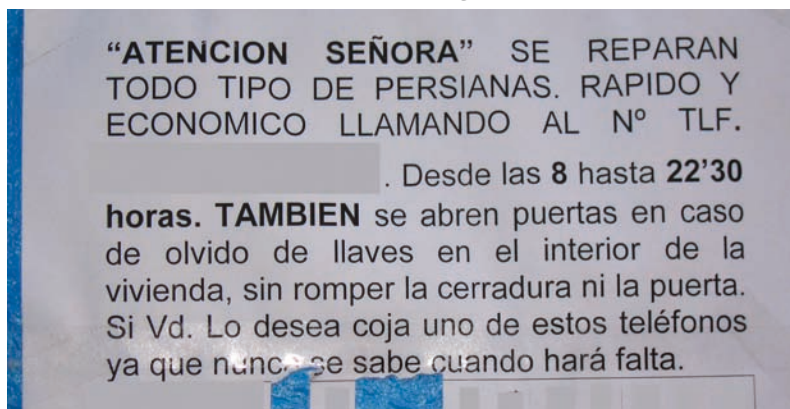 “ATENCION SEÑORA” SE REPARAN
TODO TIPO DE PERSIANAS. RAPIDO Y
ECONOMICO LLAMANDO AL Nº TLF.
. Desde las 8 hasta 22’30
horas. TAMBIEN se abren puertas en caso
de olvido de llaves en el interior de la
vivienda, sin romper la cerradura ni la puerta.
Si Vd. Lo desea coja uno de estos teléfonos
ya que nunca se sabe cuando hará falta.